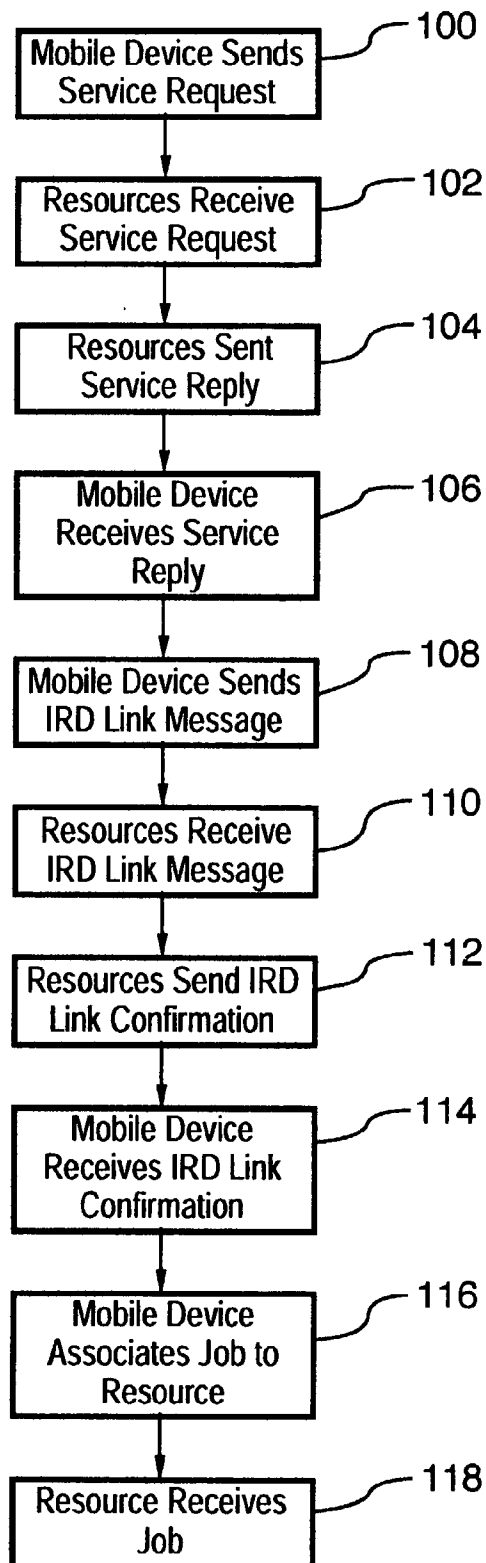 100
Mobile Device Sends
Service Request
102
Resources Receive
Service Request
104
Resources Sent
Service Reply
106
Mobile Device
Receives Service
Reply
108
Mobile Device Sends
IRD Link Message
110
Resources Receive
IRD Link Message
112
Resources Send IRD
Link Confirmation
114
Mobile Device
Receives IRD Link
Confirmation
116
Mobile Device
Associates Job to
Resource
118
Resource Receives
Job